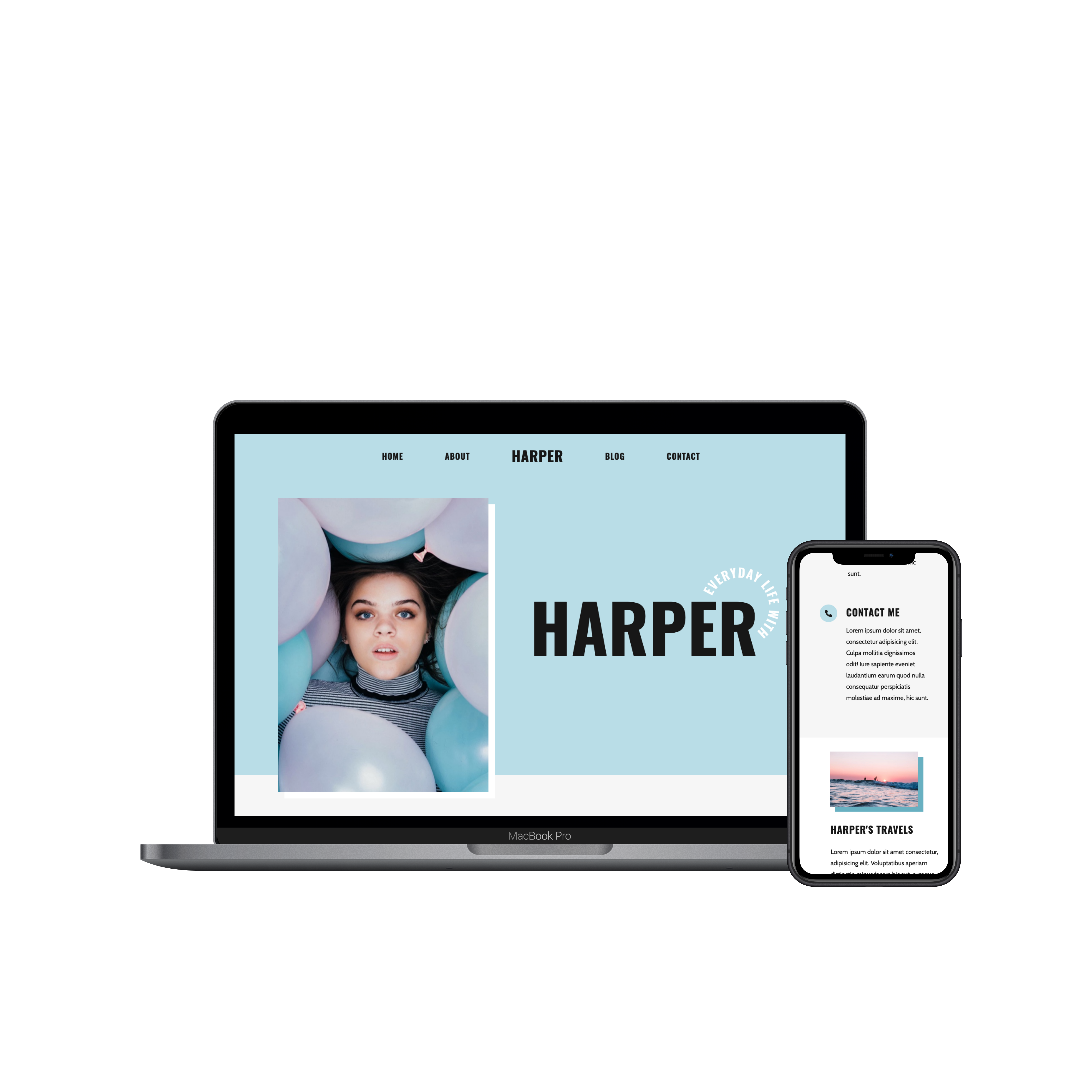 HOME ABOUT HARPER BLOG CONTACT
EVERYDAY LIFE WITH
HARPER
MacBook Pro
sunt.
CONTACT ME
Lorem ipsum dolor sit amet,
consectetur adipisicing elit.
Culpa mollitia dignissimos
odit! Iure sapiente eveniet
laudantium earum quod nulla
consequatur perspiciatis
molestiae ad maxime, hic sunt.
HARPER'S TRAVELS
Lorem ipsum dolor sit amet consectetur,
adipisicing elit. Voluptatibus aperiam